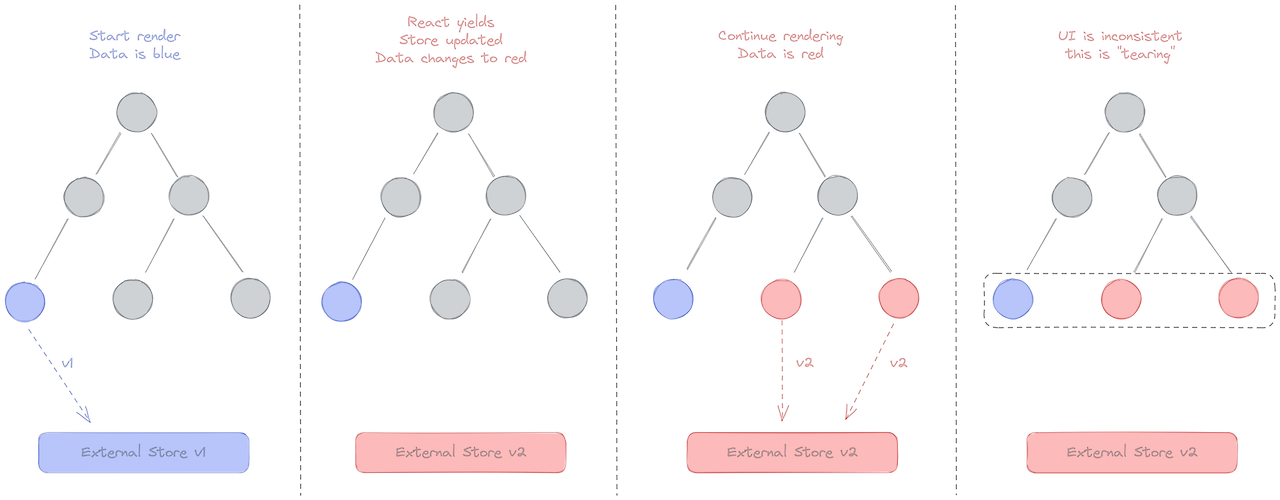 Start render
Data is blue
v1
External Store v1
React yields
Store updated
Data changes to red
External Store v2
Continue rendering
Data is red
v2
v2
External Store v2
UI is inconsistent
this is "tearing"
External Store v2